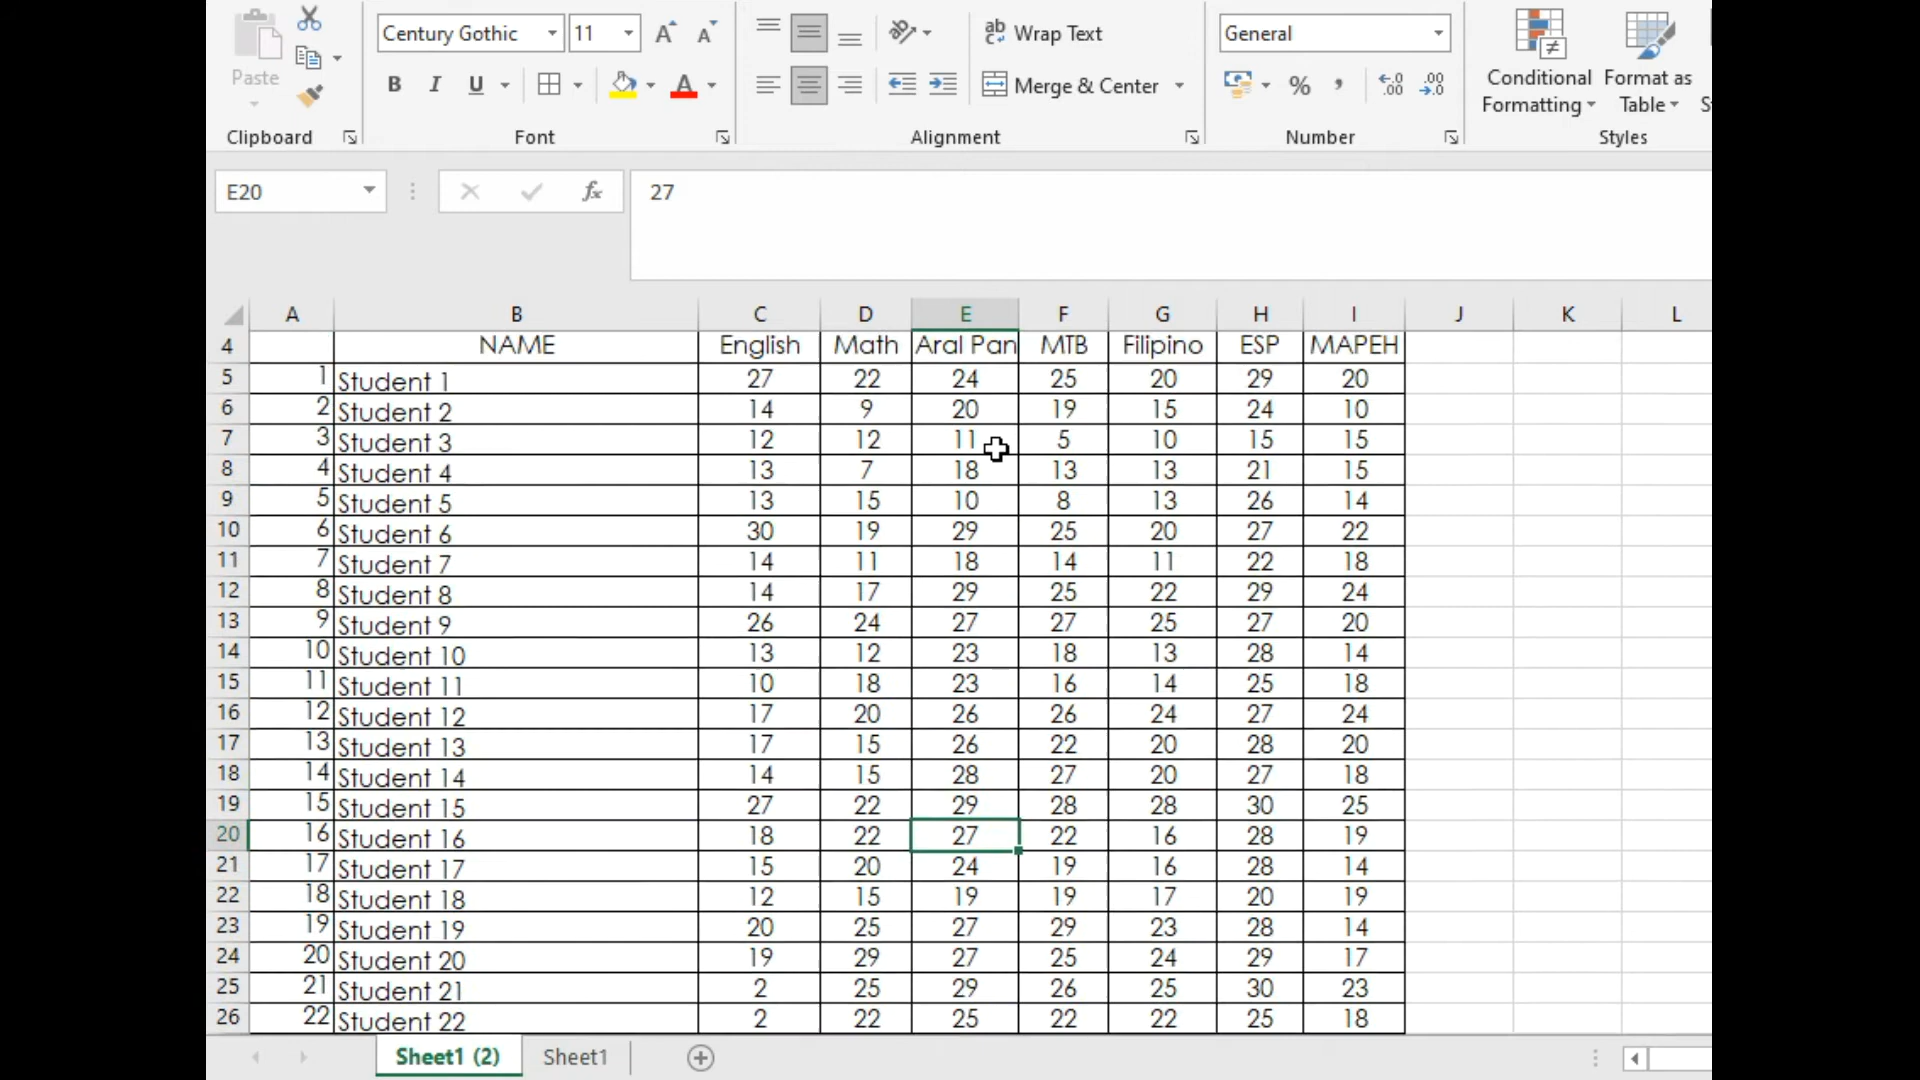 Century Gothic 11 A A ab Wrap Text General
Paste B I U A c Merge & Center % , .00 .00 Conditional Formatting Format as Table
Clipboard Font Alignment Number Styles
E20 fx 27
A B C D E F G H I J K L
4 NAME English Math Aral Pan MTB Filipino ESP MAPEH
5 1 Student 1 27 22 24 25 20 29 20
6 2 Student 2 14 9 20 19 15 24 10
7 3 Student 3 12 12 11 5 10 15 15
8 4 Student 4 13 7 18 13 13 21 15
9 5 Student 5 13 15 10 8 13 26 14
10 6 Student 6 30 19 29 25 20 27 22
11 7 Student 7 14 11 18 14 11 22 18
12 8 Student 8 14 17 29 25 22 29 24
13 9 Student 9 26 24 27 27 25 27 20
14 10 Student 10 13 12 23 18 13 28 14
15 11 Student 11 10 18 23 16 14 25 18
16 12 Student 12 17 20 26 26 24 27 24
17 13 Student 13 17 15 26 22 20 28 20
18 14 Student 14 14 15 28 27 20 27 18
19 15 Student 15 27 22 29 28 28 30 25
20 16 Student 16 18 22 27 22 16 28 19
21 17 Student 17 15 20 24 19 16 28 14
22 18 Student 18 12 15 19 19 17 20 19
23 19 Student 19 20 25 27 29 23 28 14
24 20 Student 20 19 29 27 25 24 29 17
25 21 Student 21 2 25 29 26 25 30 23
26 22 Student 22 2 22 25 22 22 25 18
Sheet1 (2) Sheet1